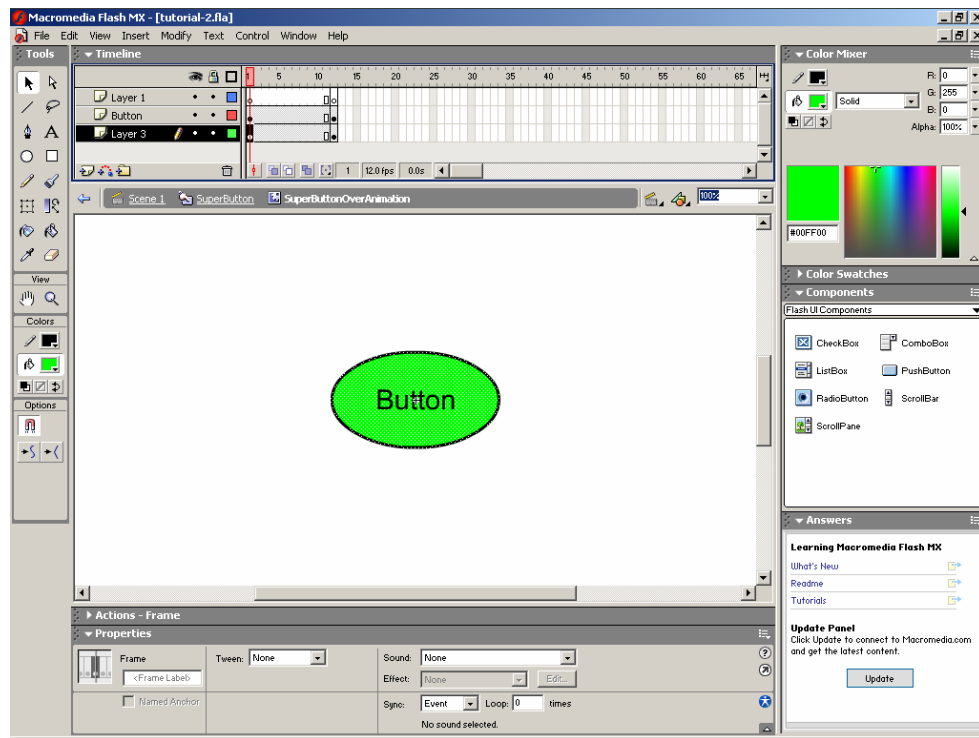 Macromedia Flash MX - [tutorial-2.fla]
File Edit View Insert Modify Text Control Window Help
Tools
Timeline
1 5 10 15 20 25 30 35 40 45 50 55 60 65
Layer 1
Button
Layer 3
1 12.0 fps 0.0s
Scene 1 SuperButton SuperButtonOverAnimation 100%
View
Colors
Options
Button
Color Mixer
R: 0
Solid G: 255
B: 0
Alpha: 100%
#00FF00
Color Swatches
Components
Flash UI Components
CheckBox ComboBox
ListBox PushButton
RadioButton ScrollBar
ScrollPane
Answers
Learning Macromedia Flash MX
What's New
Readme
Tutorials
Update Panel
Click Update to connect to Macromedia.com
and get the latest content.
Update
Actions - Frame
Properties
Frame Tween: None Sound: None
<Frame Label> Effect: None Edit...
Named Anchor Sync: Event Loop: 0 times
No sound selected.